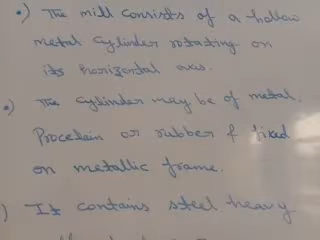 •) The mill consists of a hollow
metal cylinder rotating on
its horizontal axis.
•) The cylinder may be of metal,
Procelain or rubber & fixed
on metallic frame.
) It contains steel heavy